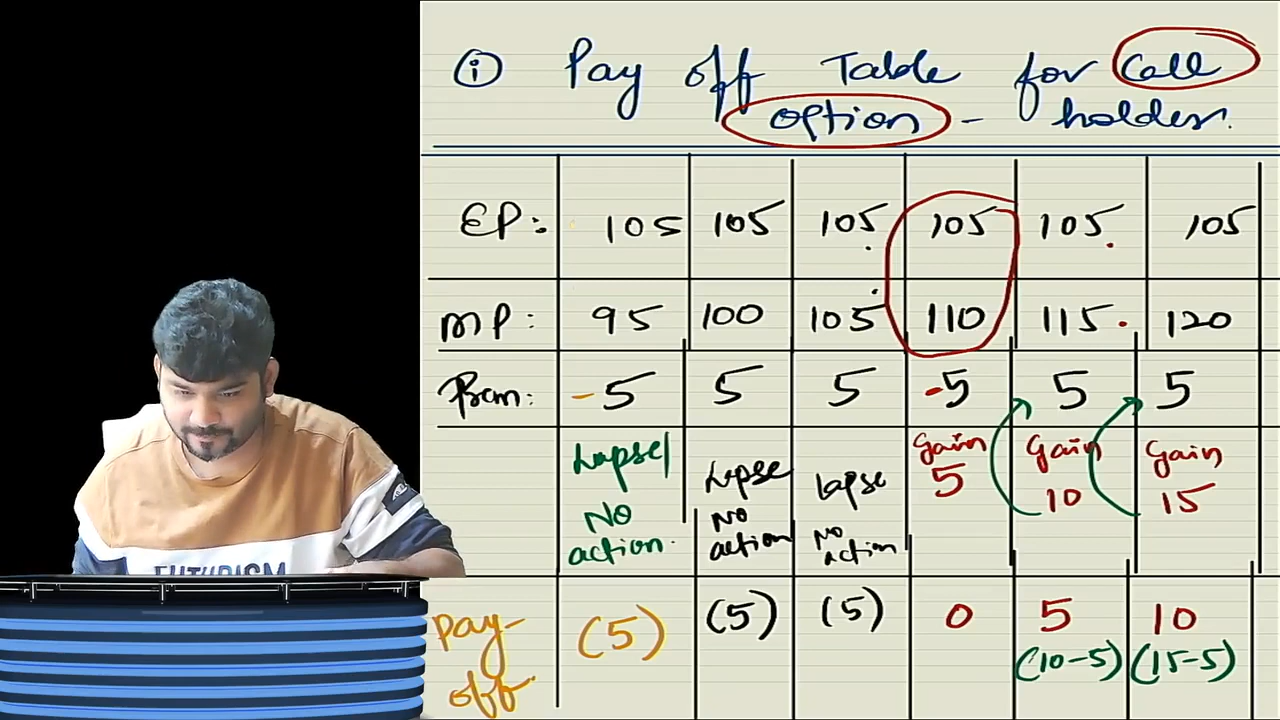 (i) Pay off Table for Call
option - holder.
EP: 105 105 105 105 105 105
MP: 95 100 105 110 115 120
Prem: -5 5 5 -5 5 5
Lapse/ Lapse Lapse Gain Gain Gain
No action. No action No action 5 10 15
Pay-off (5) (5) (5) 0 5 10
(10-5) (15-5)
FUTURISM